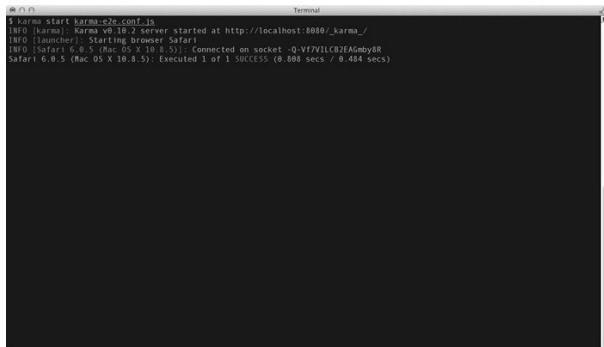 Terminal
$ karma start karma-e2e.conf.js
INFO [karma]: Karma v0.10.2 server started at http://localhost:8080/_karma_/
INFO [launcher]: Starting browser Safari
INFO [Safari 6.0.5 (Mac OS X 10.8.5)]: Connected on socket -Q-Vf7VILCB2EAGmby8R
Safari 6.0.5 (Mac OS X 10.8.5): Executed 1 of 1 SUCCESS (0.808 secs / 0.484 secs)